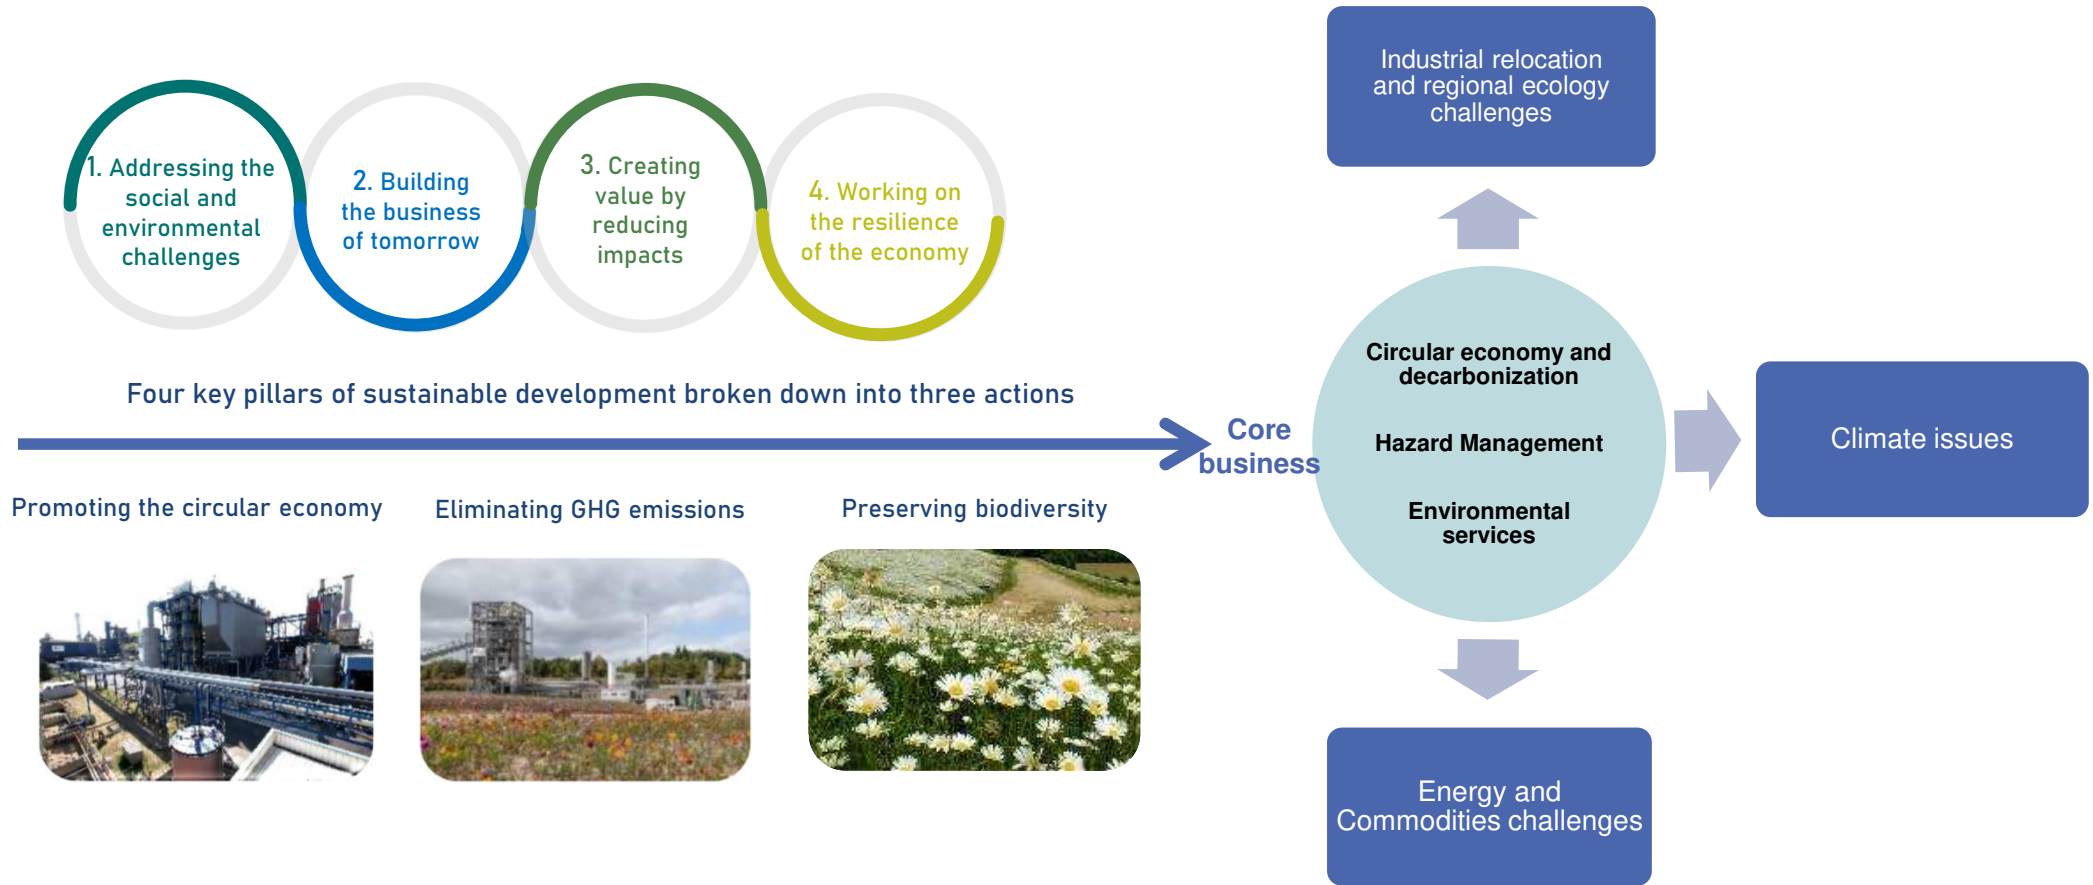 1. Addressing the
social and
environmental
challenges
2. Building
the business
of tomorrow
3. Creating
value by
reducing
impacts
4. Working on
the resilience
of the economy
Four key pillars of sustainable development broken down into three actions
Promoting the circular economy
Eliminating GHG emissions
Preserving biodiversity
Core
business
Circular economy and
decarbonization
Hazard Management
Environmental
services
Industrial relocation
and regional ecology
challenges
Climate issues
Energy and
Commodities challenges